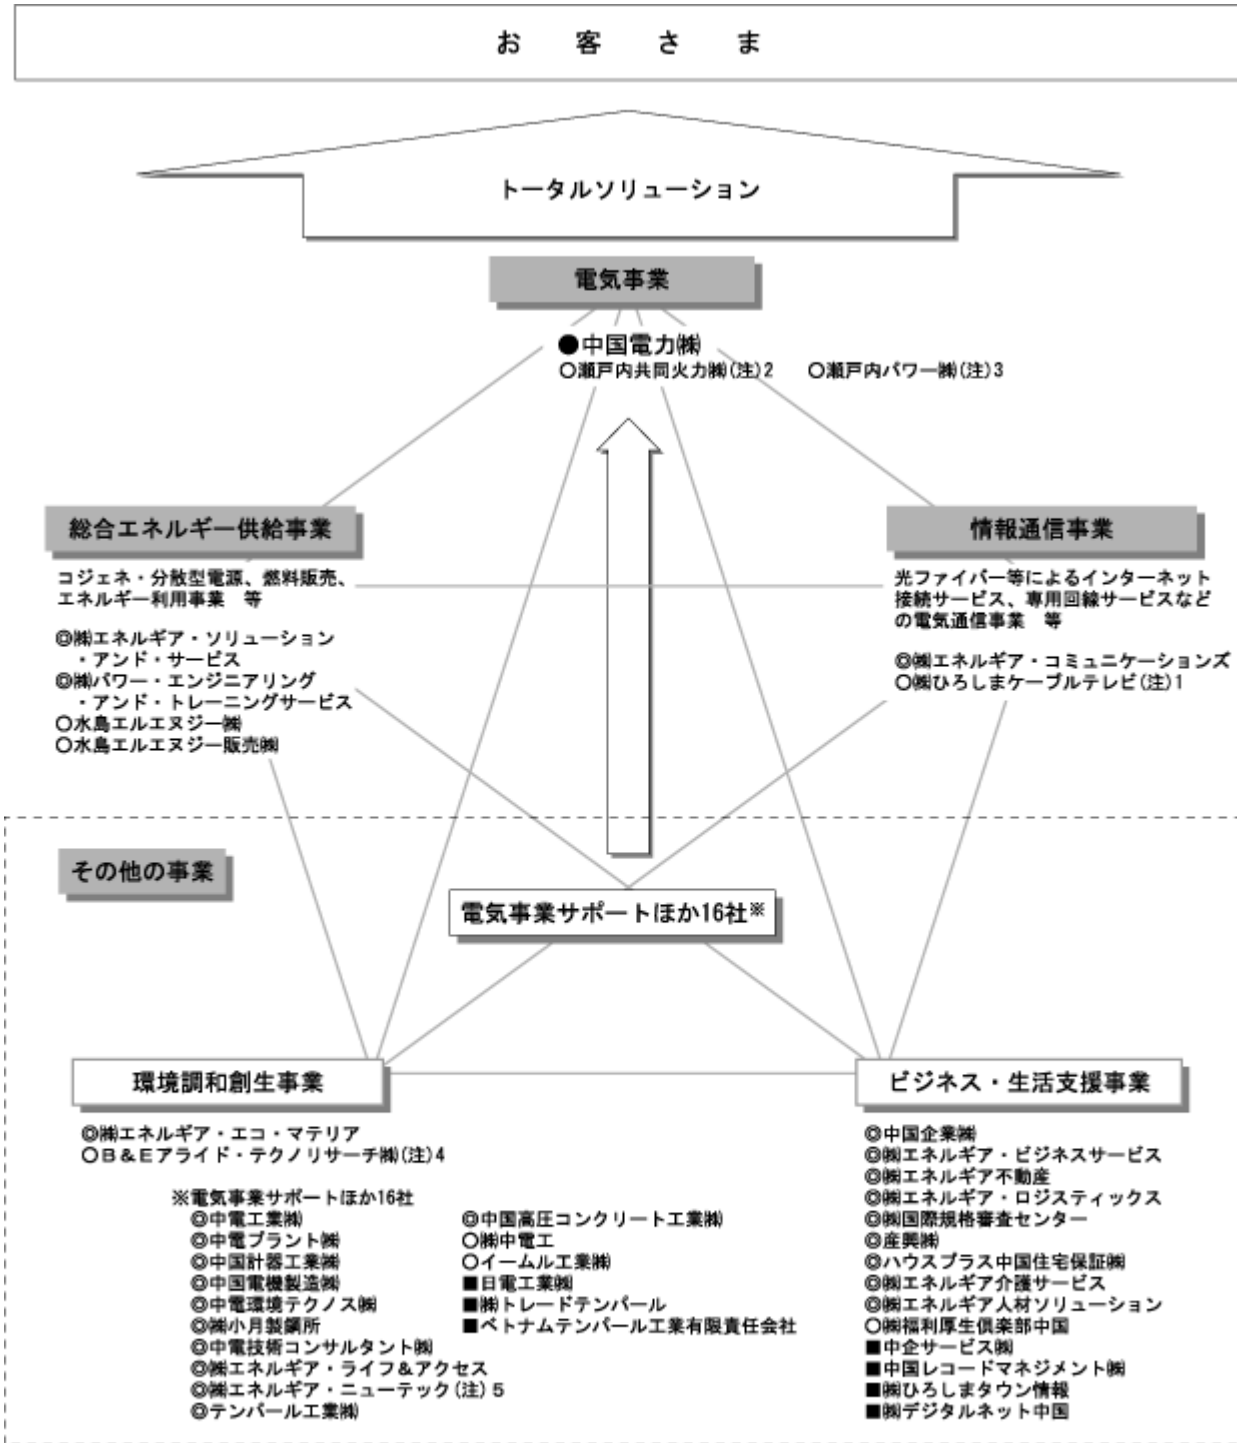 お客さま
トータルソリューション
電気事業
●中国電力㈱
○瀬戸内共同火力㈱(注)2　○瀬戸内パワー㈱(注)3
総合エネルギー供給事業
コジェネ・分散型電源、燃料販売、
エネルギー利用事業　等
◎㈱エネルギア・ソリューション
・アンド・サービス
◎㈱パワー・エンジニアリング
・アンド・トレーニングサービス
○水島エルエヌジー㈱
○水島エルエヌジー販売㈱
情報通信事業
光ファイバー等によるインターネット
接続サービス、専用回線サービスなど
の電気通信事業　等
◎㈱エネルギア・コミュニケーションズ
○㈱ひろしまケーブルテレビ(注)1
その他の事業
電気事業サポートほか16社※
環境調和創生事業
◎㈱エネルギア・エコ・マテリア
○B＆Eアライド・テクノリサーチ㈱(注)4
※電気事業サポートほか16社
◎中電工業㈱
◎中電プラント㈱
◎中国計器工業㈱
◎中国電機製造㈱
◎中電環境テクノス㈱
◎㈱小月製鋼所
◎中電技術コンサルタント㈱
◎㈱エネルギア・ライフ＆アクセス
◎㈱エネルギア・ニューテック(注)5
◎テンパール工業㈱
◎中国高圧コンクリート工業㈱
○㈱中電工
○イームル工業㈱
■日電工業㈱
■㈱トレードテンパール
■ベトナムテンパール工業有限責任会社
ビジネス・生活支援事業
◎中国企業㈱
◎㈱エネルギア・ビジネスサービス
◎㈱エネルギア不動産
◎㈱エネルギア・ロジスティックス
◎㈱国際規格審査センター
◎産興㈱
◎ハウスプラス中国住宅保証㈱
◎㈱エネルギア介護サービス
◎㈱エネルギア人材ソリューション
○㈱福利厚生倶楽部中国
■中企サービス㈱
■中国レコードマネジメント㈱
■㈱ひろしまタウン情報
■㈱デジタルネット中国